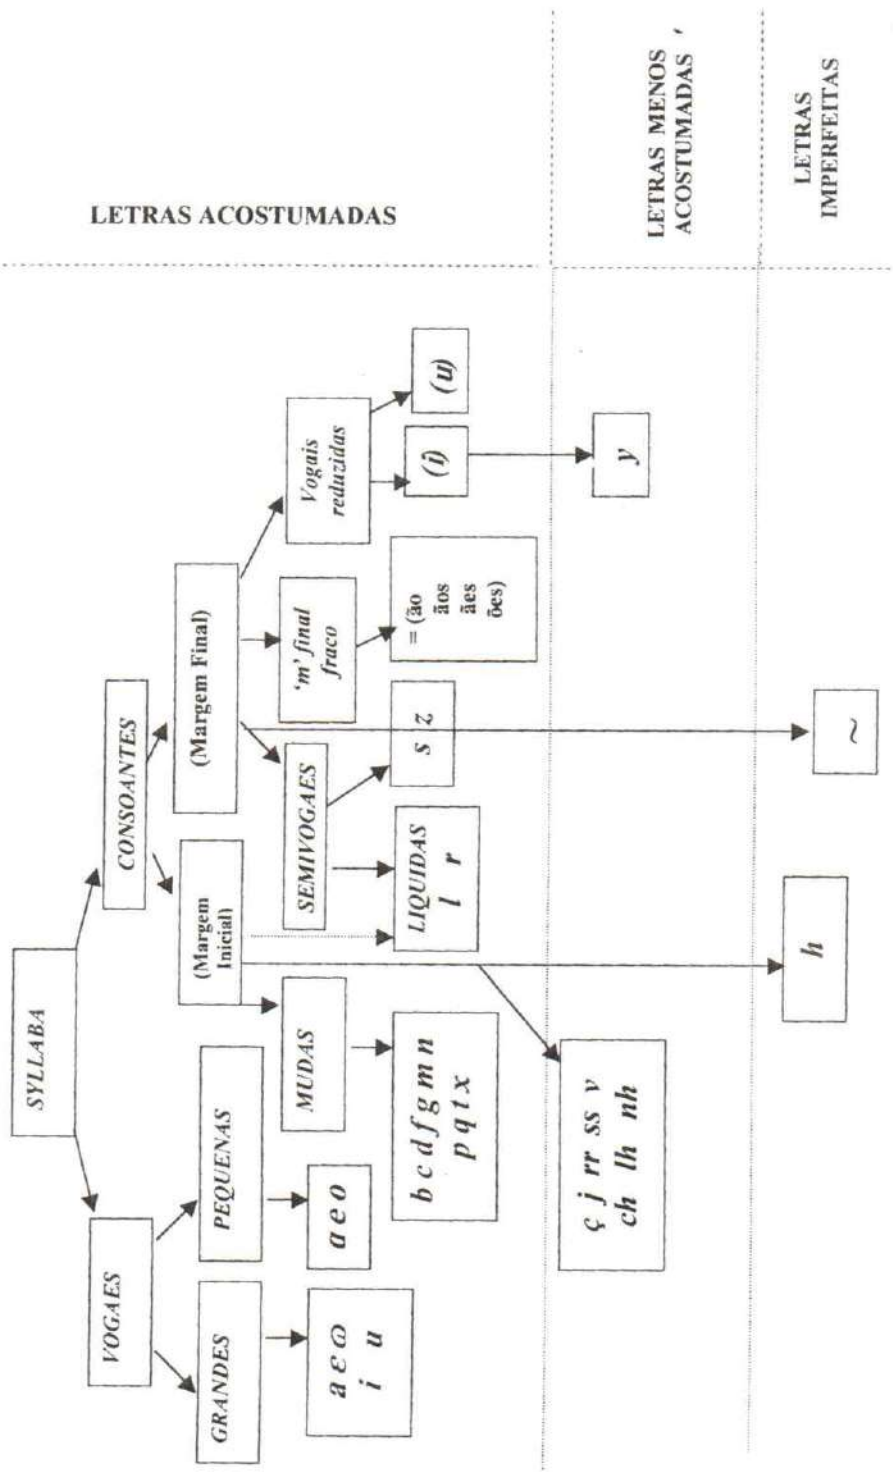 SYLLABA
VOGAES
CONSOANTES
GRANDES
PEQUENAS
(Margem
Inicial)
(Margem Final)
MUDAS
SEMIVOGAES
'm' final
fraco
Vogais
reduzidas
a ε ω
i u
a e o
b c d f g m n
p q t x
LIQUIDAS
l r
s z
= (ão
ãos
ães
ões)
(i)
(u)
LETRAS ACOSTUMADAS
ç j rr ss v
ch lh nh
y
LETRAS MENOS
ACOSTUMADAS
h
~
LETRAS
IMPERFEITAS